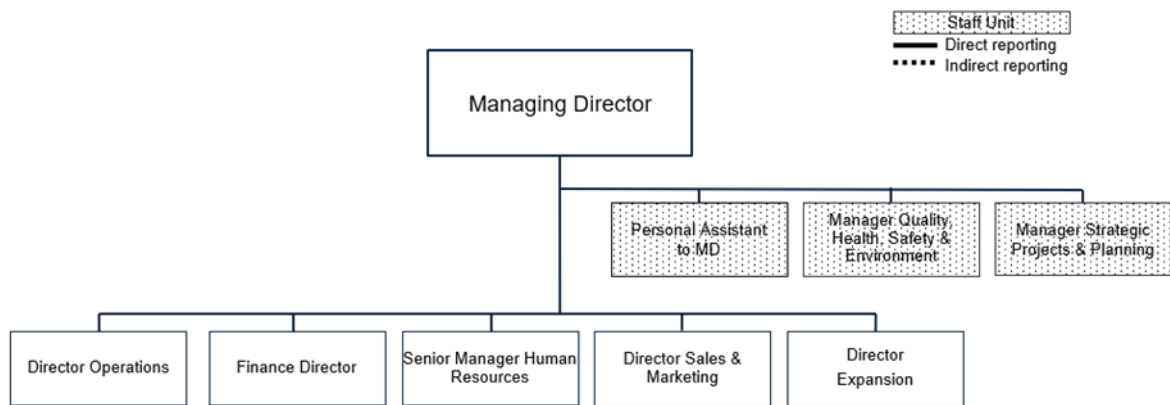 Staff Unit
Direct reporting
Indirect reporting
Managing Director
Personal Assistant
to MD
Manager Quality,
Health, Safety &
Environment
Manager Strategic
Projects & Planning
Director Operations
Finance Director
Senior Manager Human
Resources
Director Sales &
Marketing
Director
Expansion